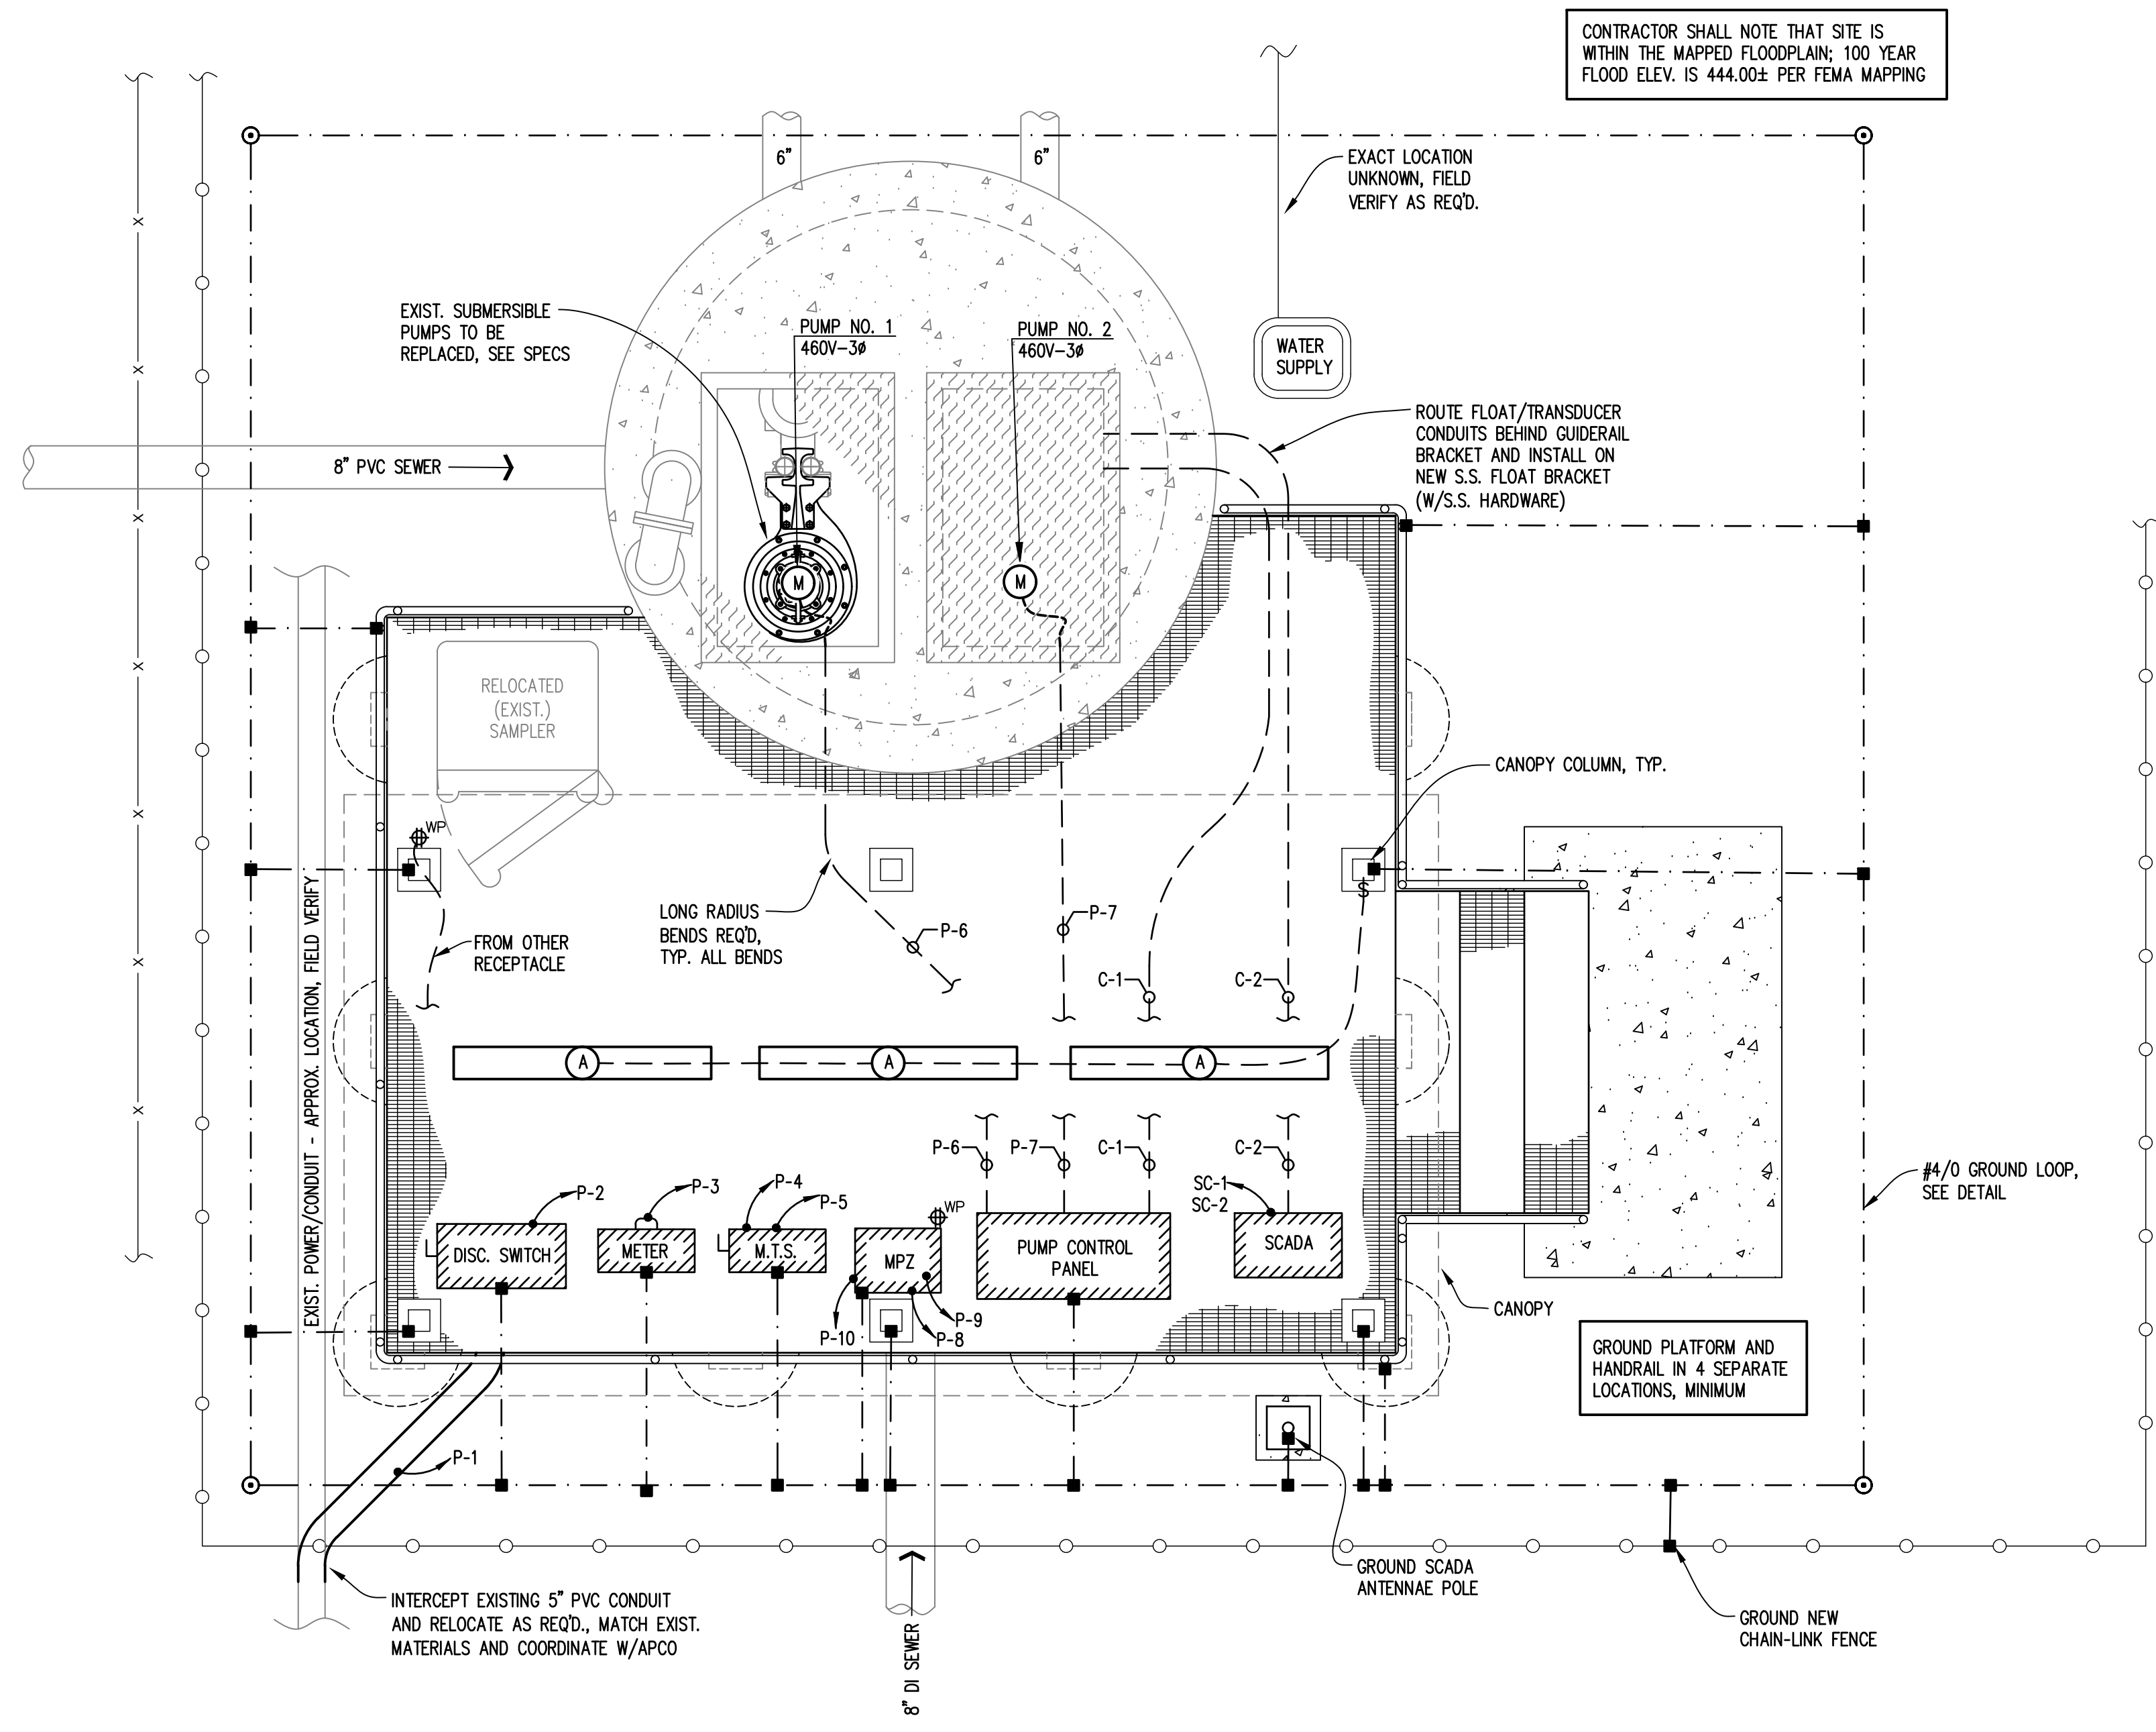 CONTRACTOR SHALL NOTE THAT SITE IS
WITHIN THE MAPPED FLOODPLAIN; 100 YEAR
FLOOD ELEV. IS 444.00± PER FEMA MAPPING
6"
6"
EXACT LOCATION
UNKNOWN, FIELD
VERIFY AS REQ'D.
EXIST. SUBMERSIBLE
PUMPS TO BE
REPLACED, SEE SPECS
PUMP NO. 1
460V-3ø
PUMP NO. 2
460V-3ø
WATER
SUPPLY
ROUTE FLOAT/TRANSDUCER
CONDUITS BEHIND GUIDERAIL
BRACKET AND INSTALL ON
NEW S.S. FLOAT BRACKET
(W/S.S. HARDWARE)
8" PVC SEWER
X
X
X
X
X
X
X
M
M
RELOCATED
(EXIST.)
SAMPLER
CANOPY COLUMN, TYP.
WP
S
EXIST. POWER/CONDUIT - APPROX. LOCATION, FIELD VERIFY
LONG RADIUS
BENDS REQ'D,
TYP. ALL BENDS
P-6
P-7
FROM OTHER
RECEPTACLE
C-1
C-2
A
A
A
P-6
P-7
C-1
C-2
P-2
P-3
P-4
P-5
SC-1
SC-2
WP
DISC. SWITCH
METER
M.T.S.
MPZ
PUMP CONTROL
PANEL
SCADA
#4/0 GROUND LOOP,
SEE DETAIL
P-10
P-9
P-8
CANOPY
GROUND PLATFORM AND
HANDRAIL IN 4 SEPARATE
LOCATIONS, MINIMUM
P-1
GROUND SCADA
ANTENNAE POLE
INTERCEPT EXISTING 5" PVC CONDUIT
AND RELOCATE AS REQ'D., MATCH EXIST.
MATERIALS AND COORDINATE W/APCO
8" DI SEWER
GROUND NEW
CHAIN-LINK FENCE